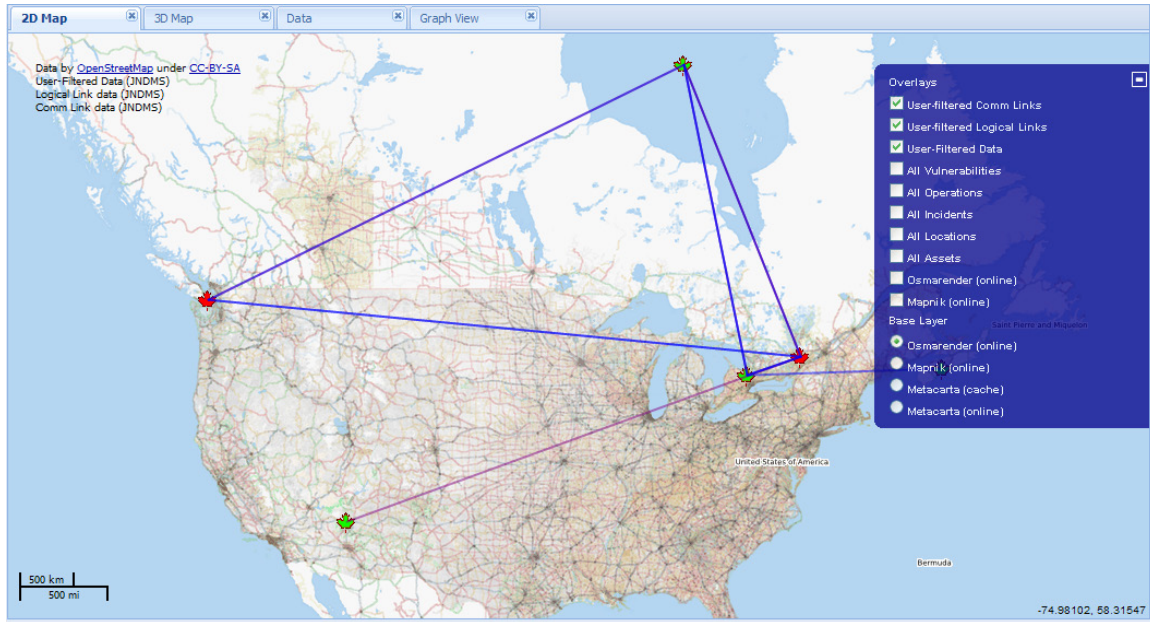 2D Map
3D Map
Data
Graph View
Data by OpenStreetMap under CC-BY-SA
User-Filtered Data (JNDMS)
Logical Link data (JNDMS)
Comm Link data (JNDMS)
Overlays
User-filtered Comm Links
User-filtered Logical Links
User-Filtered Data
All Vulnerabilities
All Operations
All Incidents
All Locations
All Assets
Osmarender (online)
Mapnik (online)
Base Layer
Saint Pierre and Miquelon
Osmarender (online)
Mapnik (online)
Metacarta (cache)
Metacarta (online)
United States of America
Bermuda
500 km
500 mi
-74.98102, 58.31547